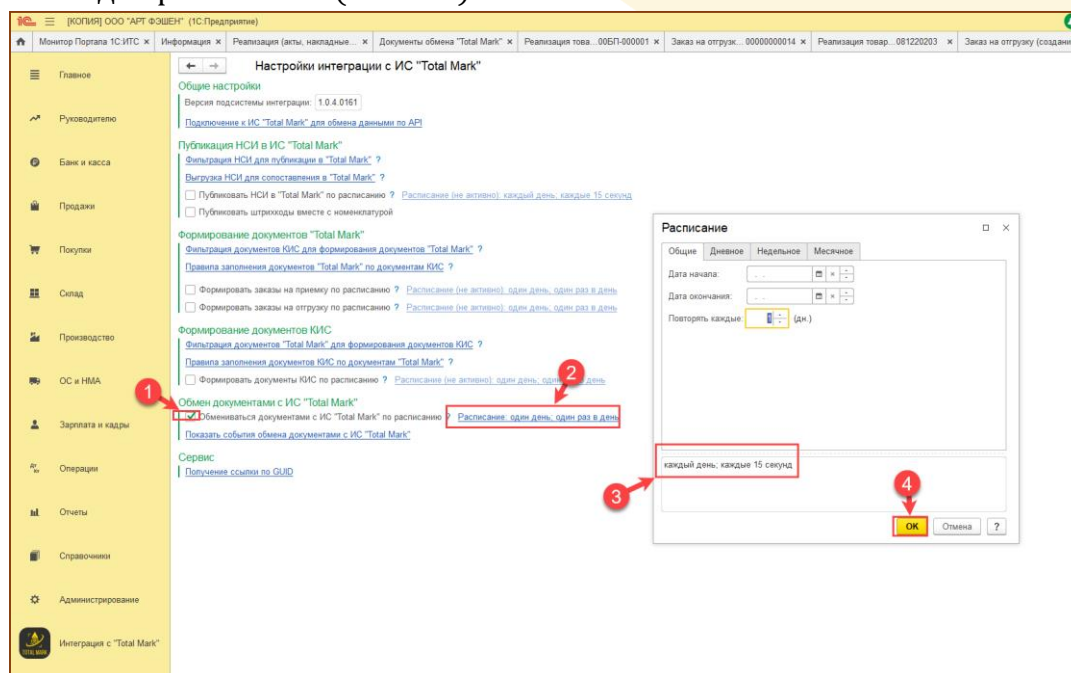 [КОПИЯ] ООО "АРТ ФЭШЕН" (1С:Предприятие)
Монитор Портала 1С:ИТС × Информация × Реализация (акты, накладные... × Документы обмена "Total Mark" × Реализация това...00БП-000001 × Заказ на отгрузк... 00000000014 × Реализация товар...081220203 × Заказ на отгрузку (создани
Главное
Руководителю
Банк и касса
Продажи
Покупки
Склад
Производство
ОС и НМА
Зарплата и кадры
Операции
Отчеты
Справочники
Администрирование
TOTAL MARK
Интеграция с "Total Mark"
Настройки интеграции с ИС "Total Mark"
Общие настройки
Версия подсистемы интеграции: 1.0.4.0161
Подключение к ИС "Total Mark" для обмена данными по API
Публикация НСИ в ИС "Total Mark"
Фильтрация НСИ для публикации в "Total Mark" ?
Выгрузка НСИ для сопоставления в "Total Mark" ?
Публиковать НСИ в "Total Mark" по расписанию ? Расписание (не активно): каждый день; каждые 15 секунд
Публиковать штрихкоды вместе с номенклатурой
Формирование документов "Total Mark"
Фильтрация документов КИС для формирования документов "Total Mark" ?
Правила заполнения документов "Total Mark" по документам КИС ?
Формировать заказы на приемку по расписанию ? Расписание (не активно): один день; один раз в день
Формировать заказы на отгрузку по расписанию ? Расписание (не активно): один день; один раз в день
Формирование документов КИС
Фильтрация документов "Total Mark" для формирования документов КИС ?
Правила заполнения документов КИС по документам "Total Mark" ?
Формировать документы КИС по расписанию ? Расписание (не активно): один день; один раз в день
Обмен документами с ИС "Total Mark"
Обмениваться документами с ИС "Total Mark" по расписанию ? Расписание: один день; один раз в день
Показать события обмена документами с ИС "Total Mark"
Сервис
Получение ссылки по GUID
1
2
3
4
Расписание
Общие Дневное Недельное Месячное
Дата начала: . .
Дата окончания: . .
Повторять каждые: 1 (дн.)
каждый день; каждые 15 секунд
ОК Отмена ?